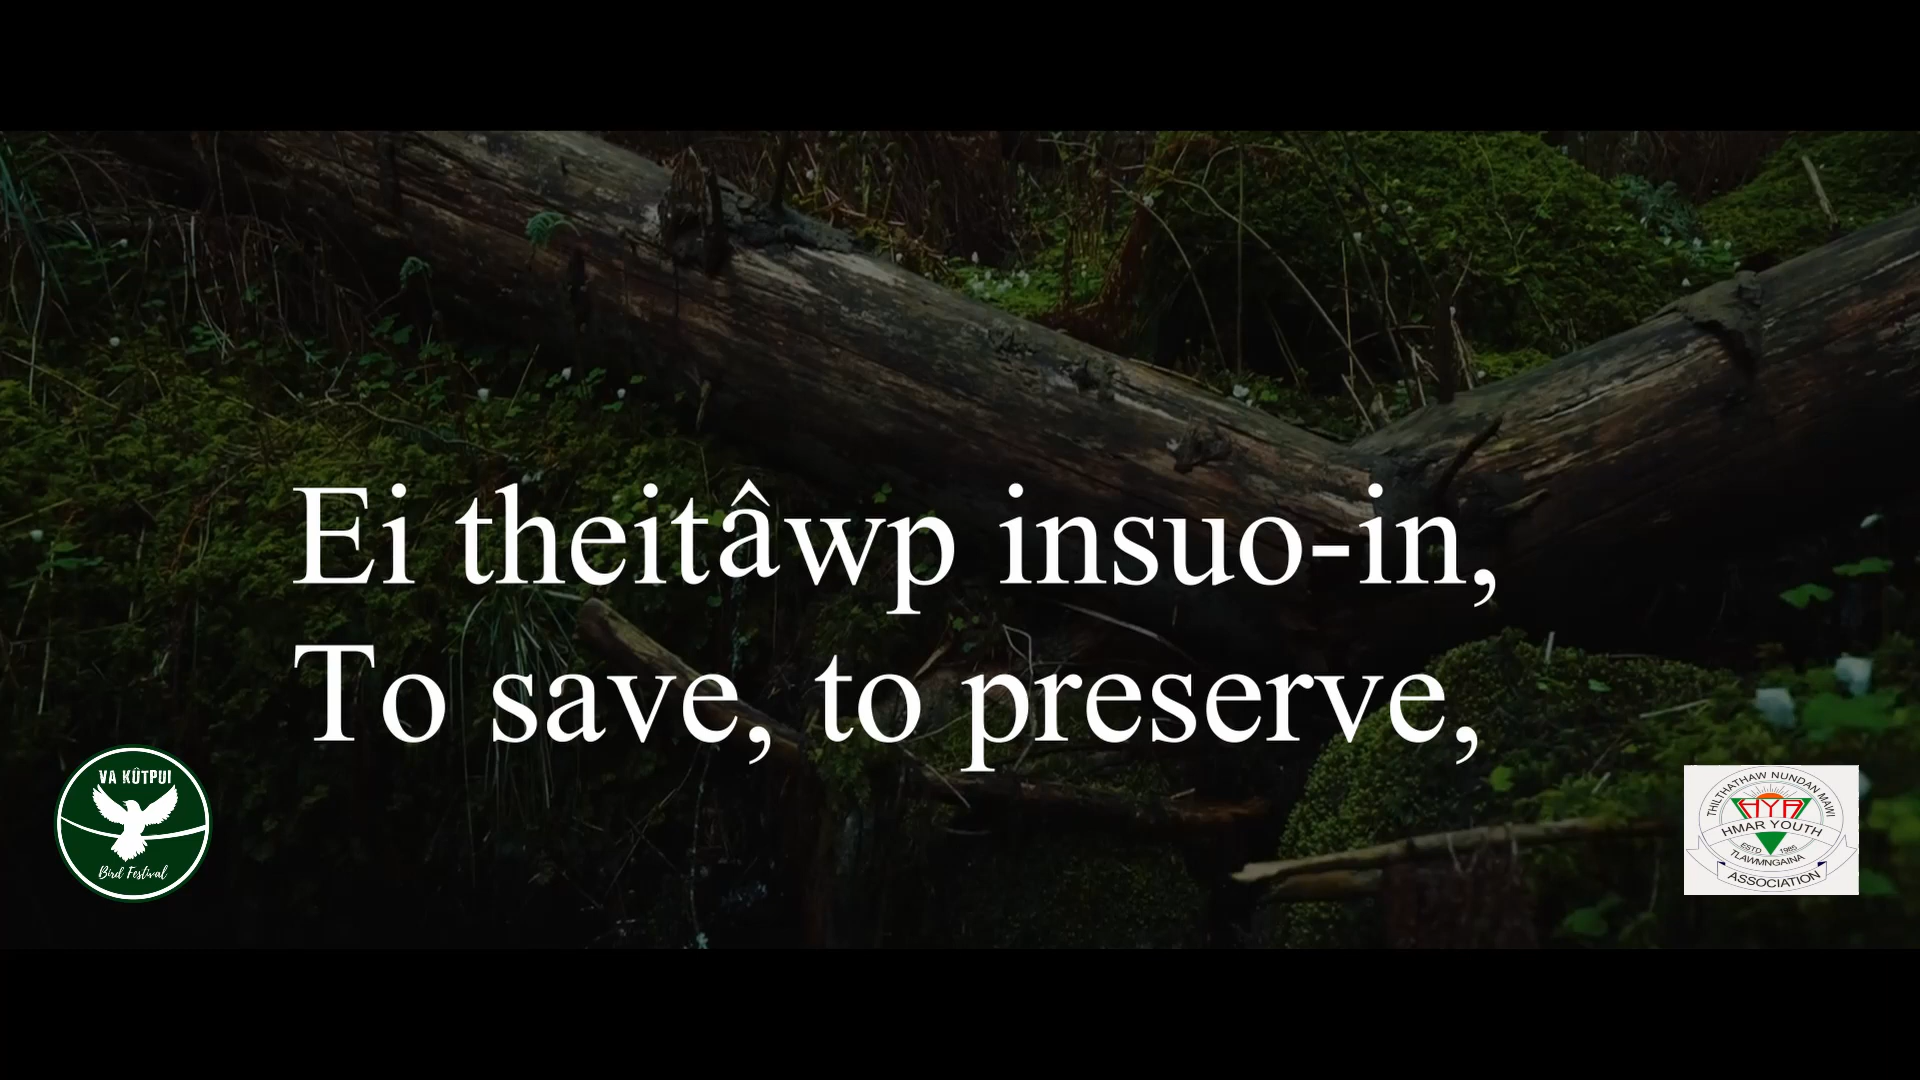 Ei theitâwp insuo-in,
To save, to preserve,
VA KÛTPUI
Bird Festival
THILTHATHAW NUNDAN MAWI
HYA
HMAR YOUTH
ESTD 1985
TLAWMNGAINA
ASSOCIATION